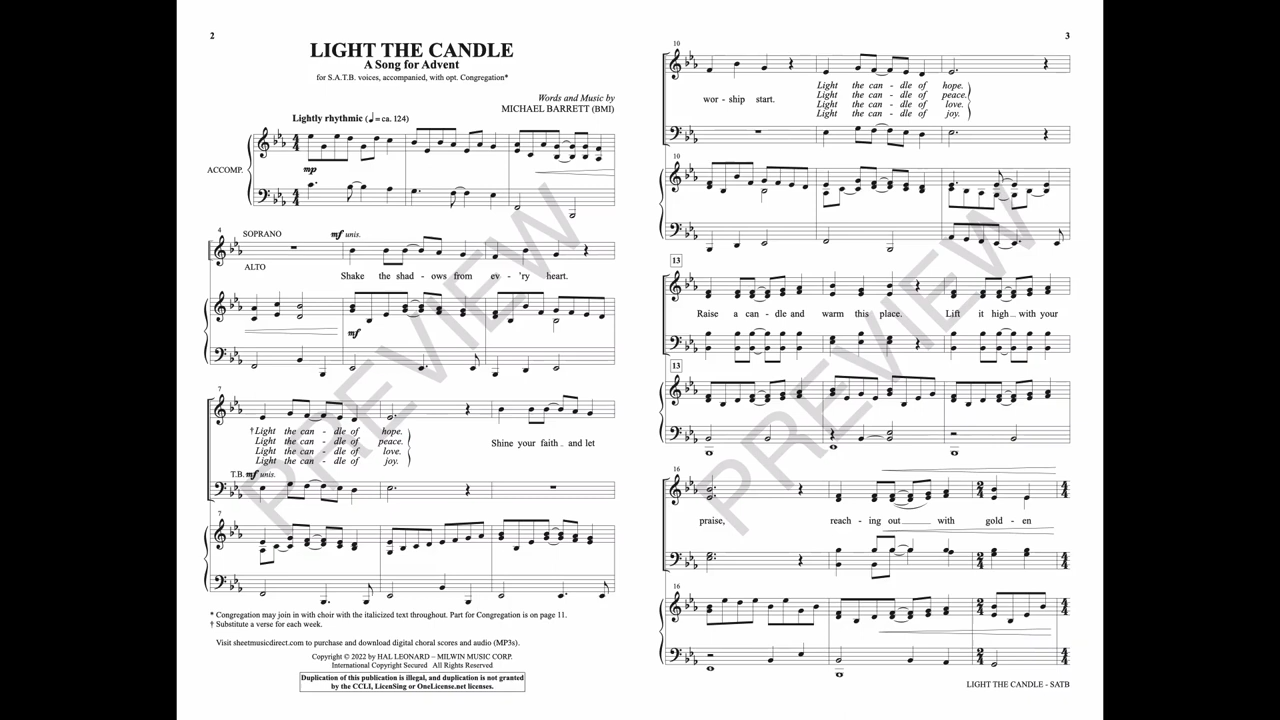 2
LIGHT THE CANDLE
A Song for Advent
for S.A.T.B. voices, accompanied, with opt. Congregation*
Words and Music by
MICHAEL BARRETT (BMI)
Lightly rhythmic (♩ = ca. 124)
ACCOMP.
mp
4
SOPRANO
mf unis.
ALTO
Shake the shad - ows from ev - 'ry heart.
mf
7
†Light the can - dle of hope.
Light the can - dle of peace.
Light the can - dle of love.
Light the can - dle of joy.
Shine your faith and let
T.B. mf unis.
7
* Congregation may join in with choir with the italicized text throughout. Part for Congregation is on page 11.
† Substitute a verse for each week.
Visit sheetmusicdirect.com to purchase and download digital choral scores and audio (MP3s).
Copyright © 2022 by HAL LEONARD – MILWIN MUSIC CORP.
International Copyright Secured All Rights Reserved
Duplication of this publication is illegal, and duplication is not granted
by the CCLI, LicenSing or OneLicense.net licenses.
PREVIEW
3
10
wor - ship start.
Light the can - dle of hope.
Light the can - dle of peace.
Light the can - dle of love.
Light the can - dle of joy.
10
13
Raise a can - dle and warm this place. Lift it high with your
13
16
praise, reach - ing out with gold - en
16
LIGHT THE CANDLE - SATB
PREVIEW